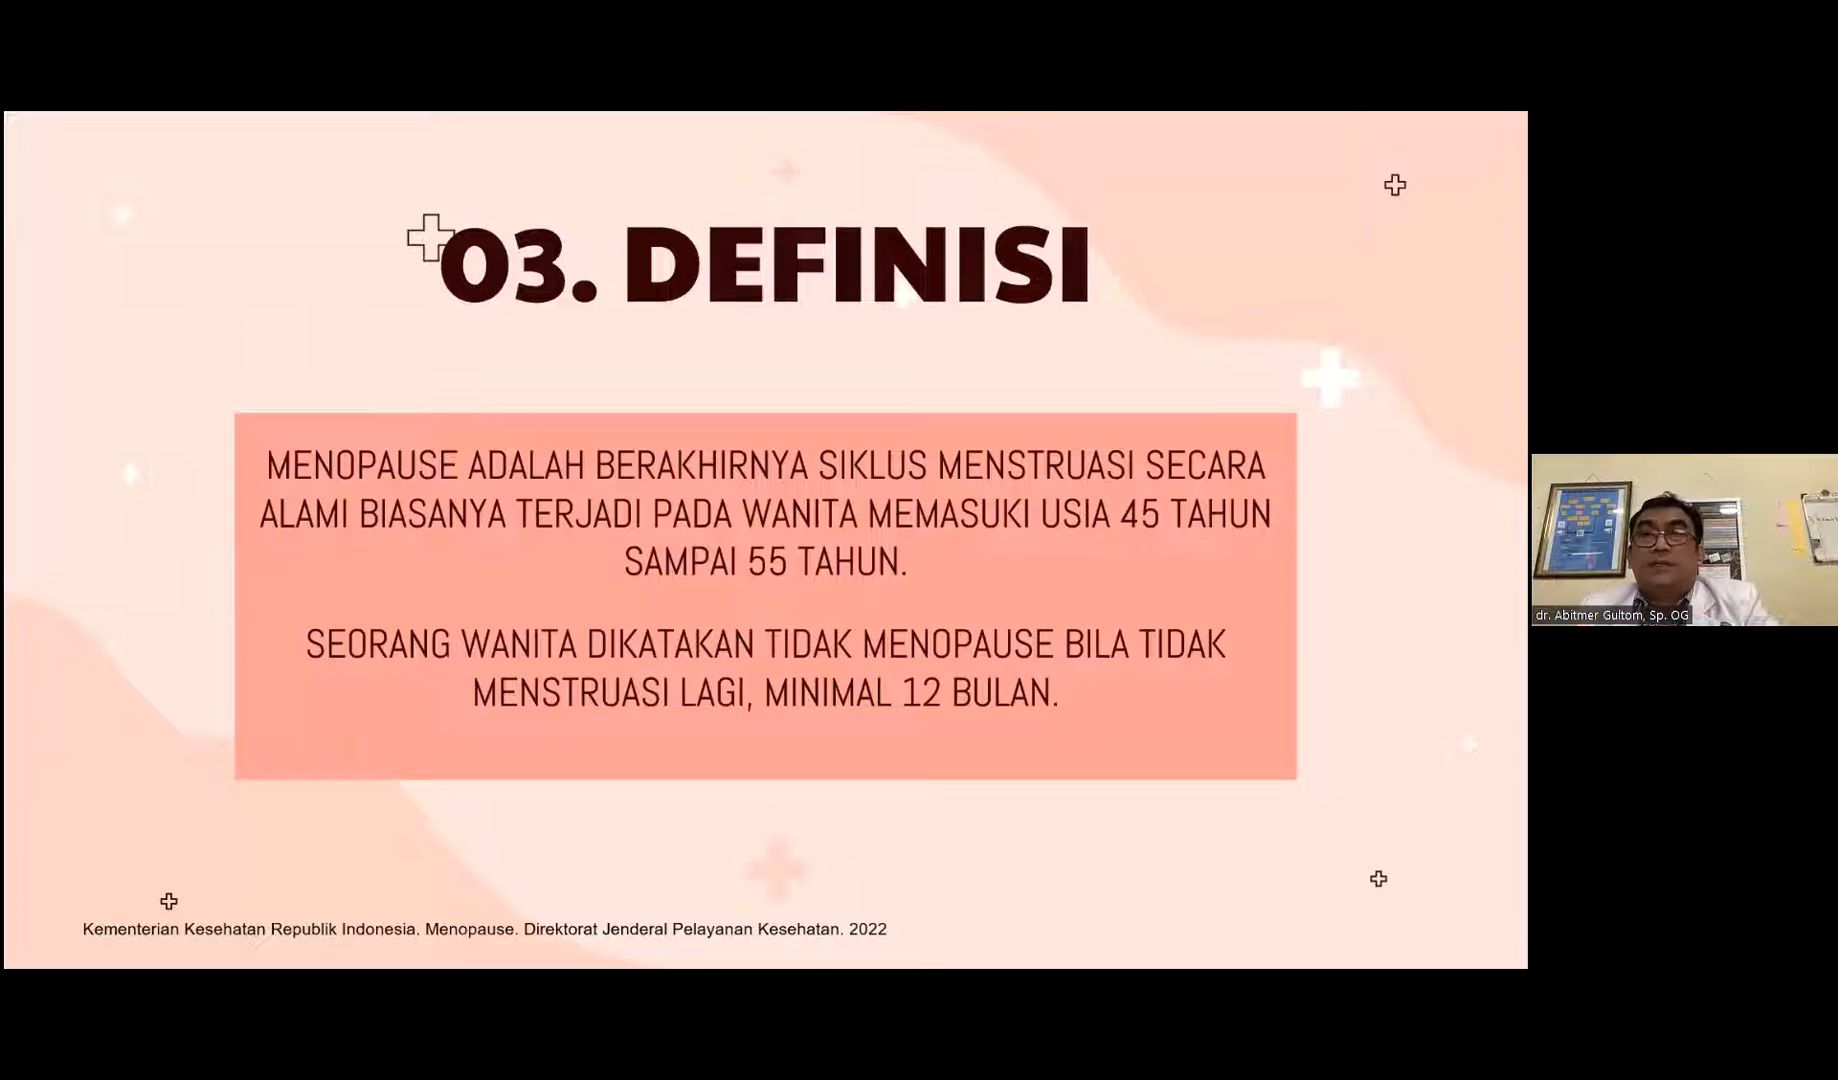 03. DEFINISI
MENOPAUSE ADALAH BERAKHIRNYA SIKLUS MENSTRUASI SECARA
ALAMI BIASANYA TERJADI PADA WANITA MEMASUKI USIA 45 TAHUN
SAMPAI 55 TAHUN.
SEORANG WANITA DIKATAKAN TIDAK MENOPAUSE BILA TIDAK
MENSTRUASI LAGI, MINIMAL 12 BULAN.
Kementerian Kesehatan Republik Indonesia. Menopause. Direktorat Jenderal Pelayanan Kesehatan. 2022
dr. Abitmer Gultom, Sp. OG